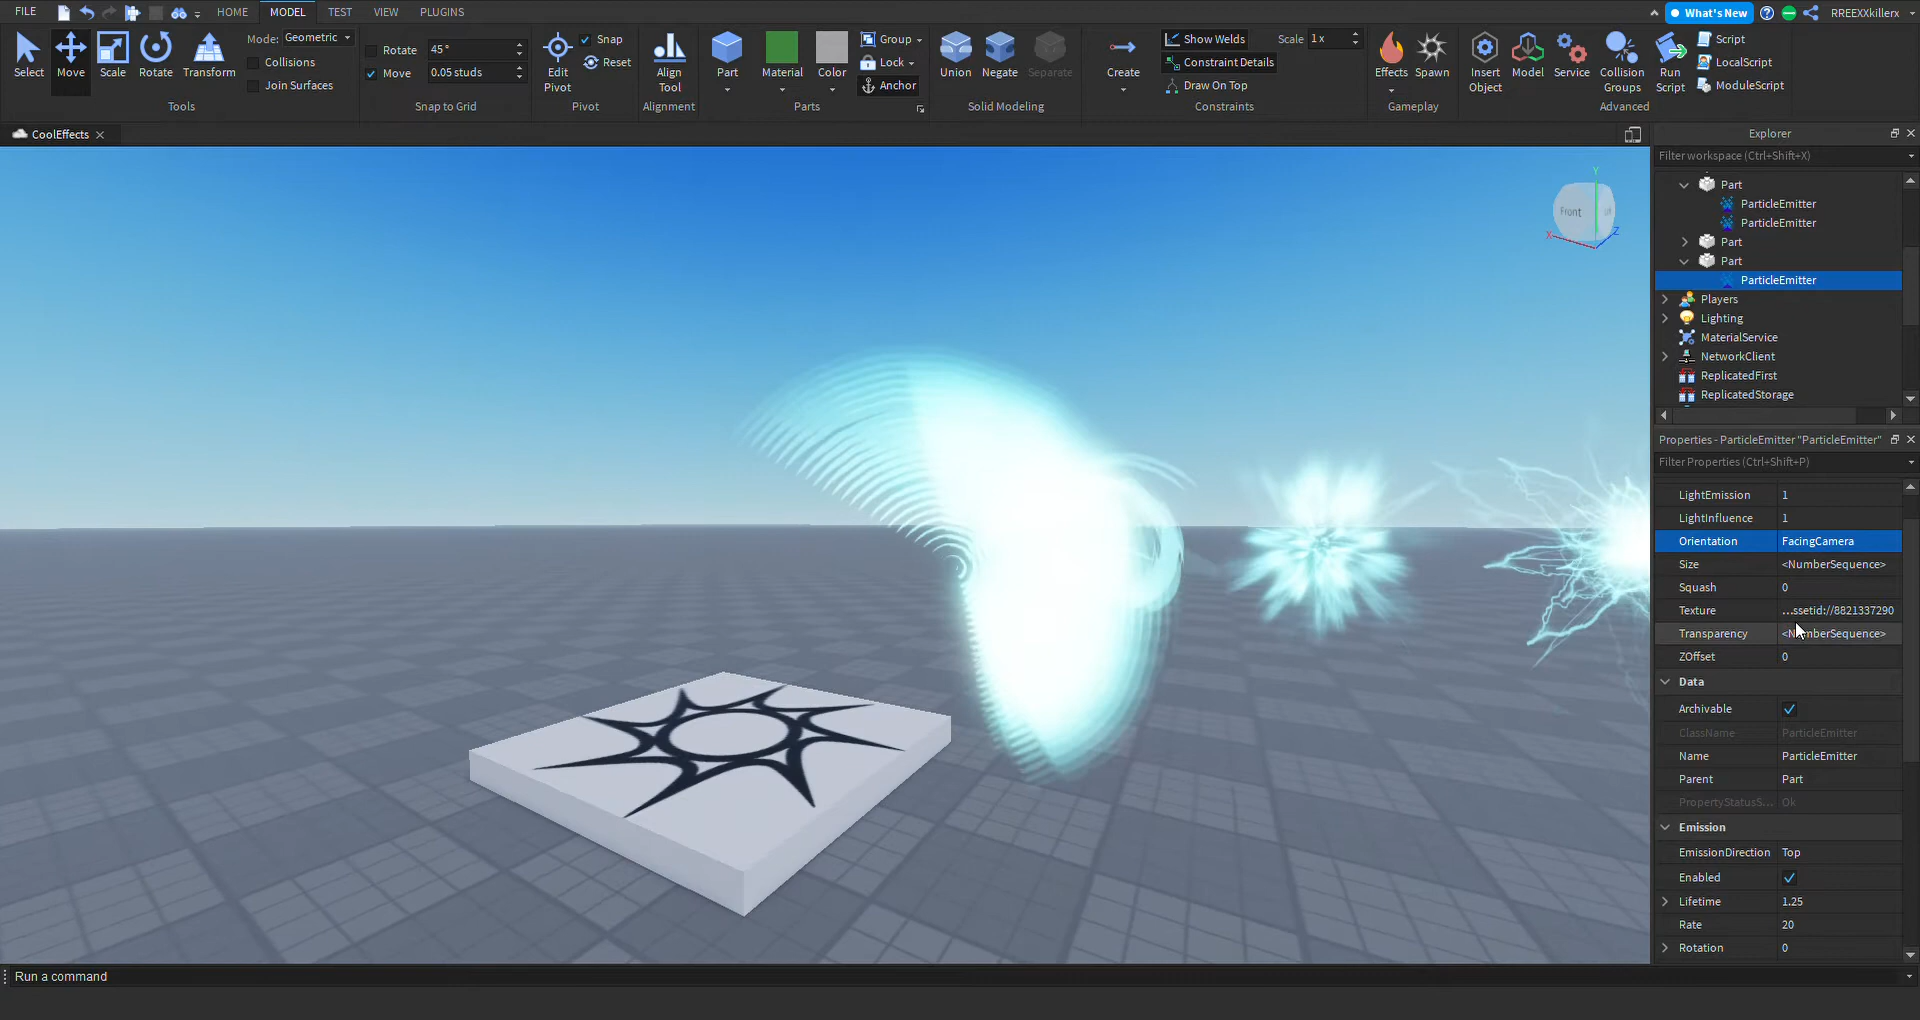 FILE HOME MODEL TEST VIEW PLUGINS What's New RREEXXkillerx
Select Move Scale Rotate Transform
Mode: Geometric
Collisions
Join Surfaces
Tools
Rotate 45°
Move 0.05 studs
Snap to Grid
Edit Pivot
Snap
Reset
Pivot
Align Tool
Alignment
Part Material Color
Group
Lock
Anchor
Parts
Union Negate Separate
Solid Modeling
Create
Show Welds
Constraint Details
Draw On Top
Scale 1 x
Constraints
Effects Spawn
Gameplay
Insert Object
Model
Service
Collision Groups
Run Script
Script
LocalScript
ModuleScript
Advanced
CoolEffects
Front
Y
X
Z
Explorer
Filter workspace (Ctrl+Shift+X)
Part
ParticleEmitter
ParticleEmitter
Part
Part
ParticleEmitter
Players
Lighting
MaterialService
NetworkClient
ReplicatedFirst
ReplicatedStorage
Properties - ParticleEmitter "ParticleEmitter"
Filter Properties (Ctrl+Shift+P)
LightEmission 1
LightInfluence 1
Orientation FacingCamera
Size <NumberSequence>
Squash 0
Texture ...ssetid://8821337290
Transparency <NumberSequence>
ZOffset 0
Data
Archivable
ClassName ParticleEmitter
Name ParticleEmitter
Parent Part
PropertyStatusS... Ok
Emission
EmissionDirection Top
Enabled
Lifetime 1.25
Rate 20
Rotation 0
Run a command